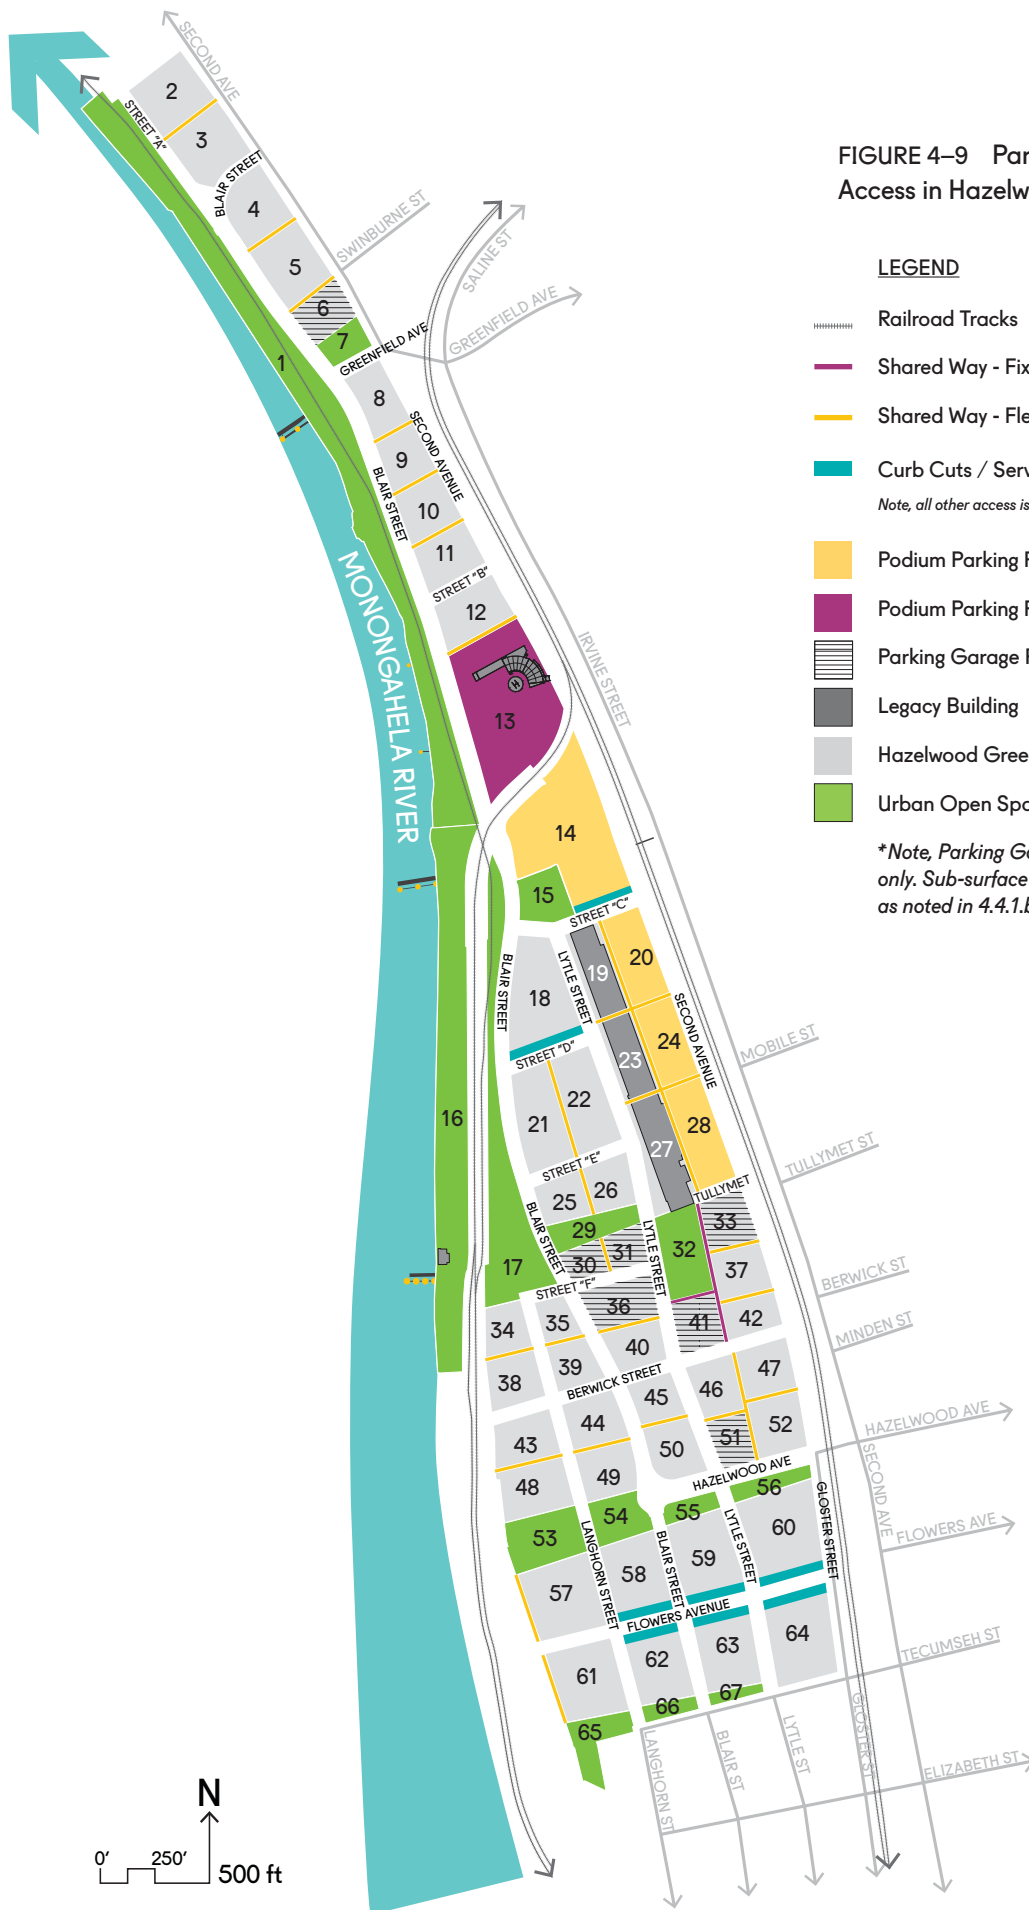 FIGURE 4–9 Par
Access in Hazelw
LEGEND
Railroad Tracks
Shared Way - Fix
Shared Way - Fle
Curb Cuts / Serv
Note, all other access is
Podium Parking P
Podium Parking P
Parking Garage P
Legacy Building
Hazelwood Gree
Urban Open Spa
*Note, Parking Ga
only. Sub-surface
as noted in 4.4.1.b
SECOND AVE
2
STREET "A"
3
BLAIR STREET
4
SWINBURNE ST
5
SALINE ST
6
7
GREENFIELD AVE
GREENFIELD AVE
1
8
SECOND AVENUE
9
BLAIR STREET
10
11
STREET "B"
12
MONONGAHELA RIVER
IRVINE STREET
13
14
15
STREET "C"
BLAIR STREET
LYTLE STREET
19
20
18
SECOND AVENUE
STREET "D"
23
24
MOBILE ST
22
21
16
28
27
TULLYMET ST
STREET "E"
25
26
TULLYMET
BLAIR STREET
29
LYTLE STREET
33
32
31
30
17
37
BERWICK ST
STREET "F"
36
41
42
MINDEN ST
34
35
40
39
38
BERWICK STREET
47
46
45
44
43
52
51
50
HAZELWOOD AVE
49
48
HAZELWOOD AVE
SECOND AVE
56
55
54
53
GLOSTER STREET
LANGHORN STREET
BLAIR STREET
LYTLE STREET
60
59
58
57
FLOWERS AVE
FLOWERS AVENUE
64
63
62
61
TECUMSEH ST
67
66
65
LANGHORN ST
BLAIR ST
LYTLE ST
GLOSTER ST
ELIZABETH ST
N
0' 250'
500 ft